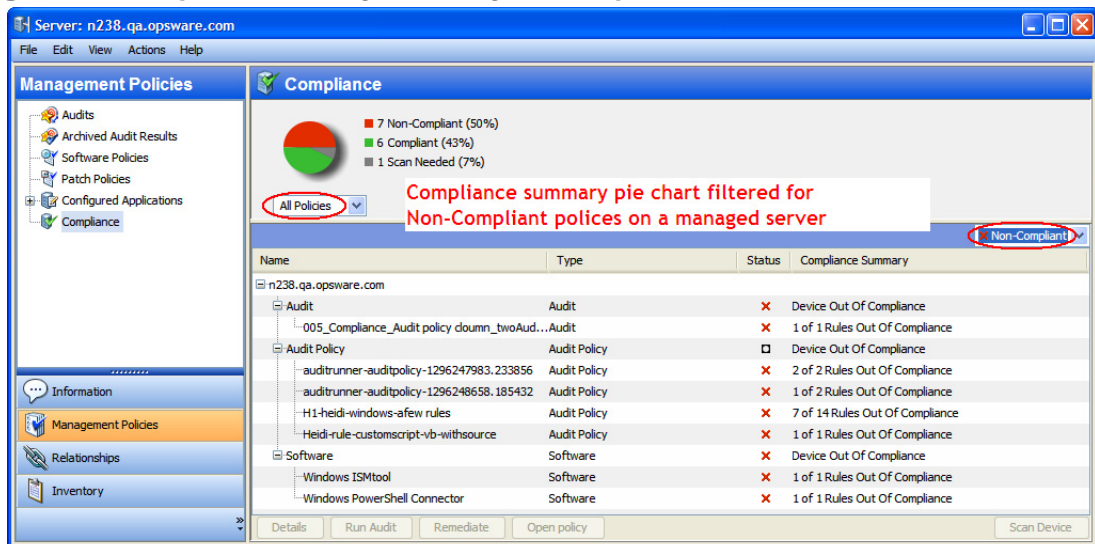 Server: n238.qa.opsware.com
File Edit View Actions Help
Management Policies
Audits
Archived Audit Results
Software Policies
Patch Policies
Configured Applications
Compliance
Information
Management Policies
Relationships
Inventory
Compliance
7 Non-Compliant (50%)
6 Compliant (43%)
1 Scan Needed (7%)
All Policies
Compliance summary pie chart filtered for
Non-Compliant polices on a managed server
Non-Compliant
Name Type Status Compliance Summary
n238.qa.opsware.com
Audit Audit Device Out Of Compliance
005_Compliance_Audit policy cloumn_twoAud... Audit 1 of 1 Rules Out Of Compliance
Audit Policy Audit Policy Device Out Of Compliance
auditrunner-auditpolicy-1296247983.233856 Audit Policy 2 of 2 Rules Out Of Compliance
auditrunner-auditpolicy-1296248658.185432 Audit Policy 1 of 2 Rules Out Of Compliance
H1-heidi-windows-afew rules Audit Policy 7 of 14 Rules Out Of Compliance
Heidi-rule-customscript-vb-withsource Audit Policy 1 of 1 Rules Out Of Compliance
Software Software Device Out Of Compliance
Windows ISMtool Software 1 of 1 Rules Out Of Compliance
Windows PowerShell Connector Software 1 of 1 Rules Out Of Compliance
Details Run Audit Remediate Open policy Scan Device